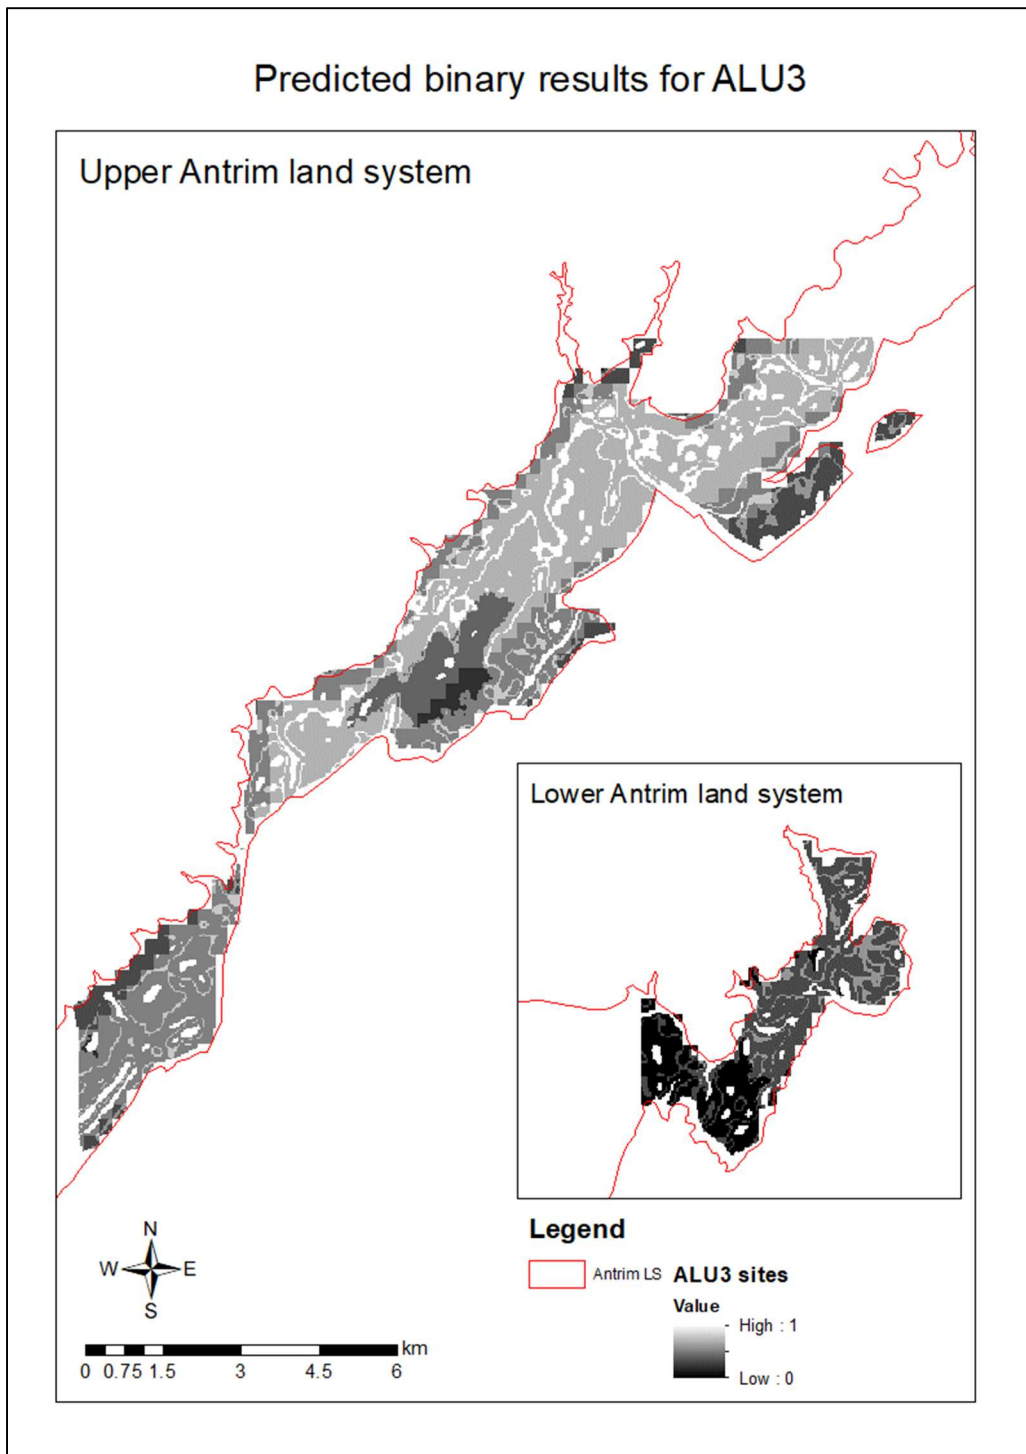 Predicted binary results for ALU3
Upper Antrim land system
Lower Antrim land system
N
W E
S
km
0 0.75 1.5 3 4.5 6
Legend
Antrim LS
ALU3 sites
Value
High : 1
Low : 0